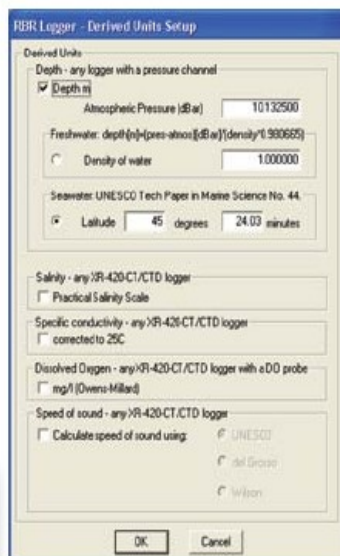 RBR Logger - Derived Units Setup
Derived Units
Depth - any logger with a pressure channel
Depth m
Atmospheric Pressure (dBar) 10.132500
Freshwater: depth[m]=(pres-atmos)[dBar]/(density*0.980665)
Density of water 1.000000
Seawater: UNESCO Tech Paper in Marine Science No. 44.
Latitude 45 degrees 24.03 minutes
Salinity - any XR-420-CT/CTD logger
Practical Salinity Scale
Specific conductivity - any XR-420-CT/CTD logger
corrected to 25C
Dissolved Oxygen - any XR-420-CT/CTD logger with a DO probe
mg/l (Owens-Millard)
Speed of sound - any XR-420-CT/CTD logger
Calculate speed of sound using: UNESCO
del Grosso
Wilson
OK Cancel